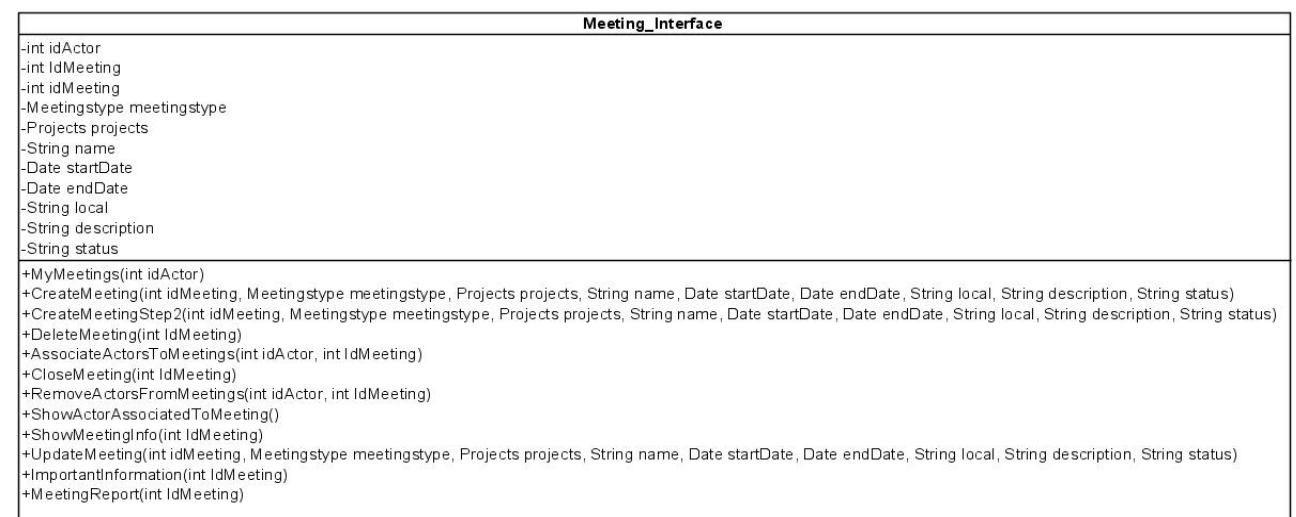 Meeting_Interface
-int idActor
-int IdMeeting
-int idMeeting
-Meetingstype meetingstype
-Projects projects
-String name
-Date startDate
-Date endDate
-String local
-String description
-String status
+MyMeetings(int idActor)
+CreateMeeting(int idMeeting, Meetingstype meetingstype, Projects projects, String name, Date startDate, Date endDate, String local, String description, String status)
+CreateMeetingStep2(int idMeeting, Meetingstype meetingstype, Projects projects, String name, Date startDate, Date endDate, String local, String description, String status)
+DeleteMeeting(int IdMeeting)
+AssociateActorsToMeetings(int idActor, int IdMeeting)
+CloseMeeting(int IdMeeting)
+RemoveActorsFromMeetings(int idActor, int IdMeeting)
+ShowActorAssociatedToMeeting()
+ShowMeetingInfo(int IdMeeting)
+UpdateMeeting(int idMeeting, Meetingstype meetingstype, Projects projects, String name, Date startDate, Date endDate, String local, String description, String status)
+ImportantInformation(int IdMeeting)
+MeetingReport(int IdMeeting)